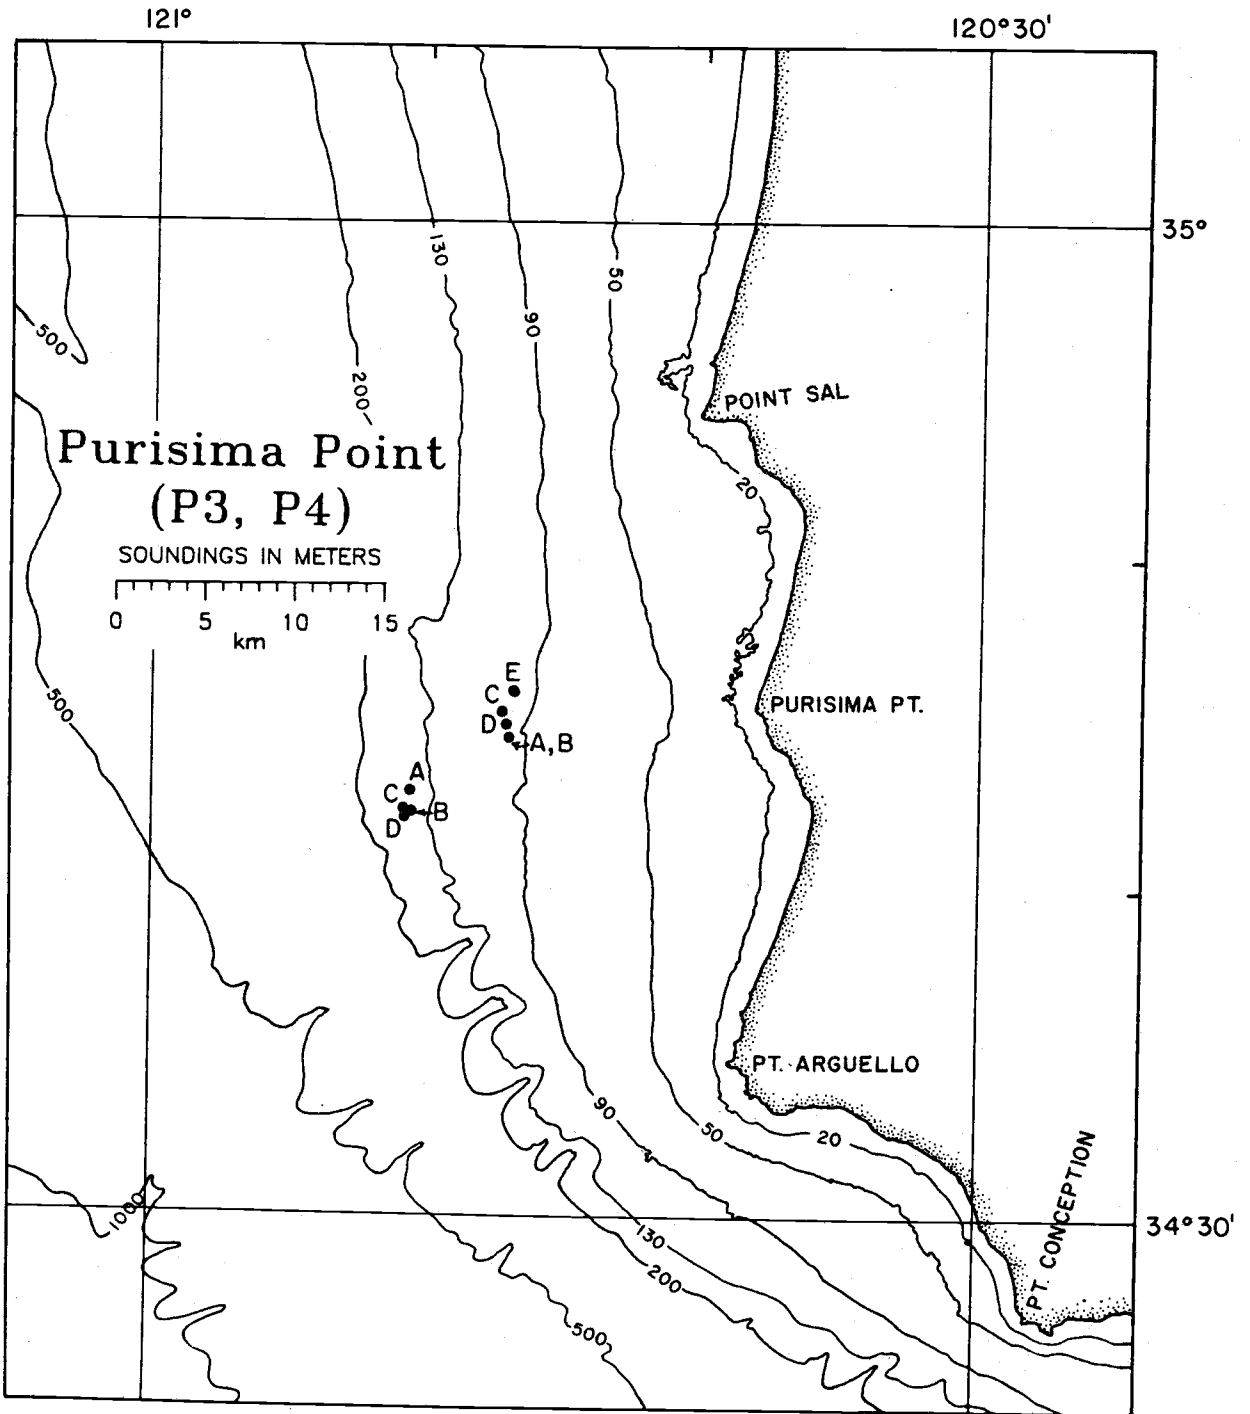 121°
120°30'
35°
130
50
90
500
200
POINT SAL
Purisima Point
(P3, P4)
20
SOUNDINGS IN METERS
0 5 10 15
km
E
C
500
PURISIMA PT.
D
A, B
A
C
B
D
PT. ARGUELLO
90
50
20
PT. CONCEPTION
1000
34°30'
130
200
500